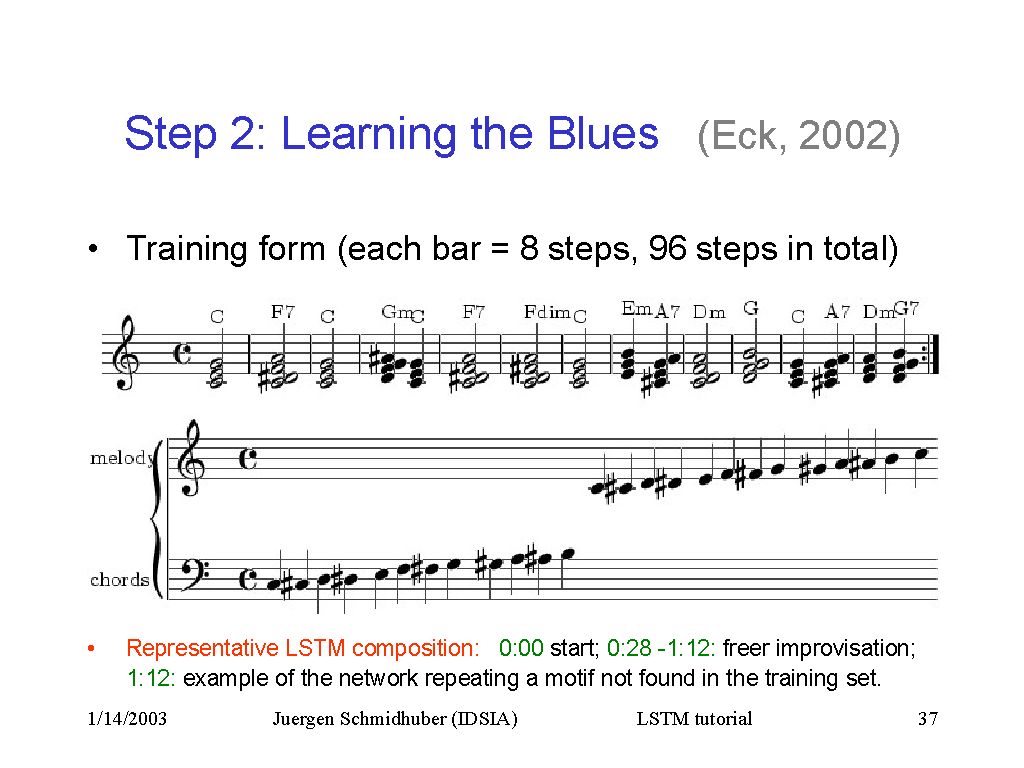 Step 2: Learning the Blues (Eck, 2002)
• Training form (each bar = 8 steps, 96 steps in total)
C F7 C Gm C F7 Fdim C Em A7 Dm G C A7 Dm G7
melody
chords
• Representative LSTM composition: 0:00 start; 0:28 -1:12: freer improvisation;
1:12: example of the network repeating a motif not found in the training set.
1/14/2003 Juergen Schmidhuber (IDSIA) LSTM tutorial 37